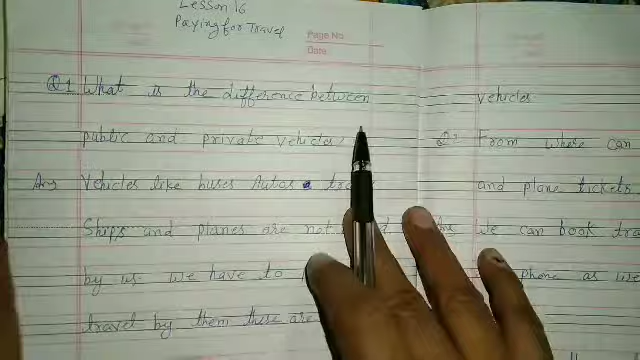 Lesson 16
Paying for Travel
Page No.
Date
Q1 What is the difference between
public and private vehicles
Ans Vehicles like buses Autos
Ships and planes are not
by us. We have to
travel by them these are
vehicles
Q2 From where can
and plane tickets
We can book
phone as